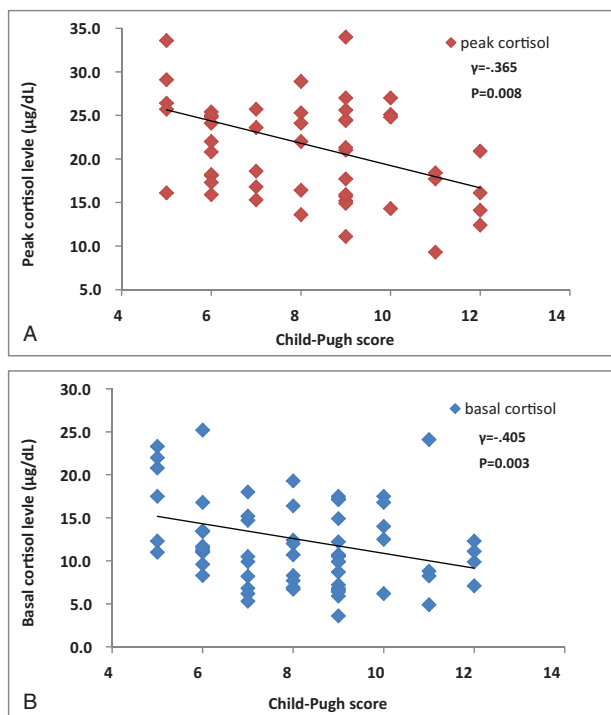 35.0
peak cortisol
30.0
γ=-.365
P=0.008
25.0
20.0
15.0
10.0
5.0
Peak cortisol levle (µg/dL)
4 6 8 10 12 14
Child-Pugh score
A
30.0
basal cortisol
25.0
γ=-.405
P=0.003
20.0
15.0
10.0
5.0
0.0
Basal cortisol levle (µg/dL)
4 6 8 10 12 14
Child-Pugh score
B